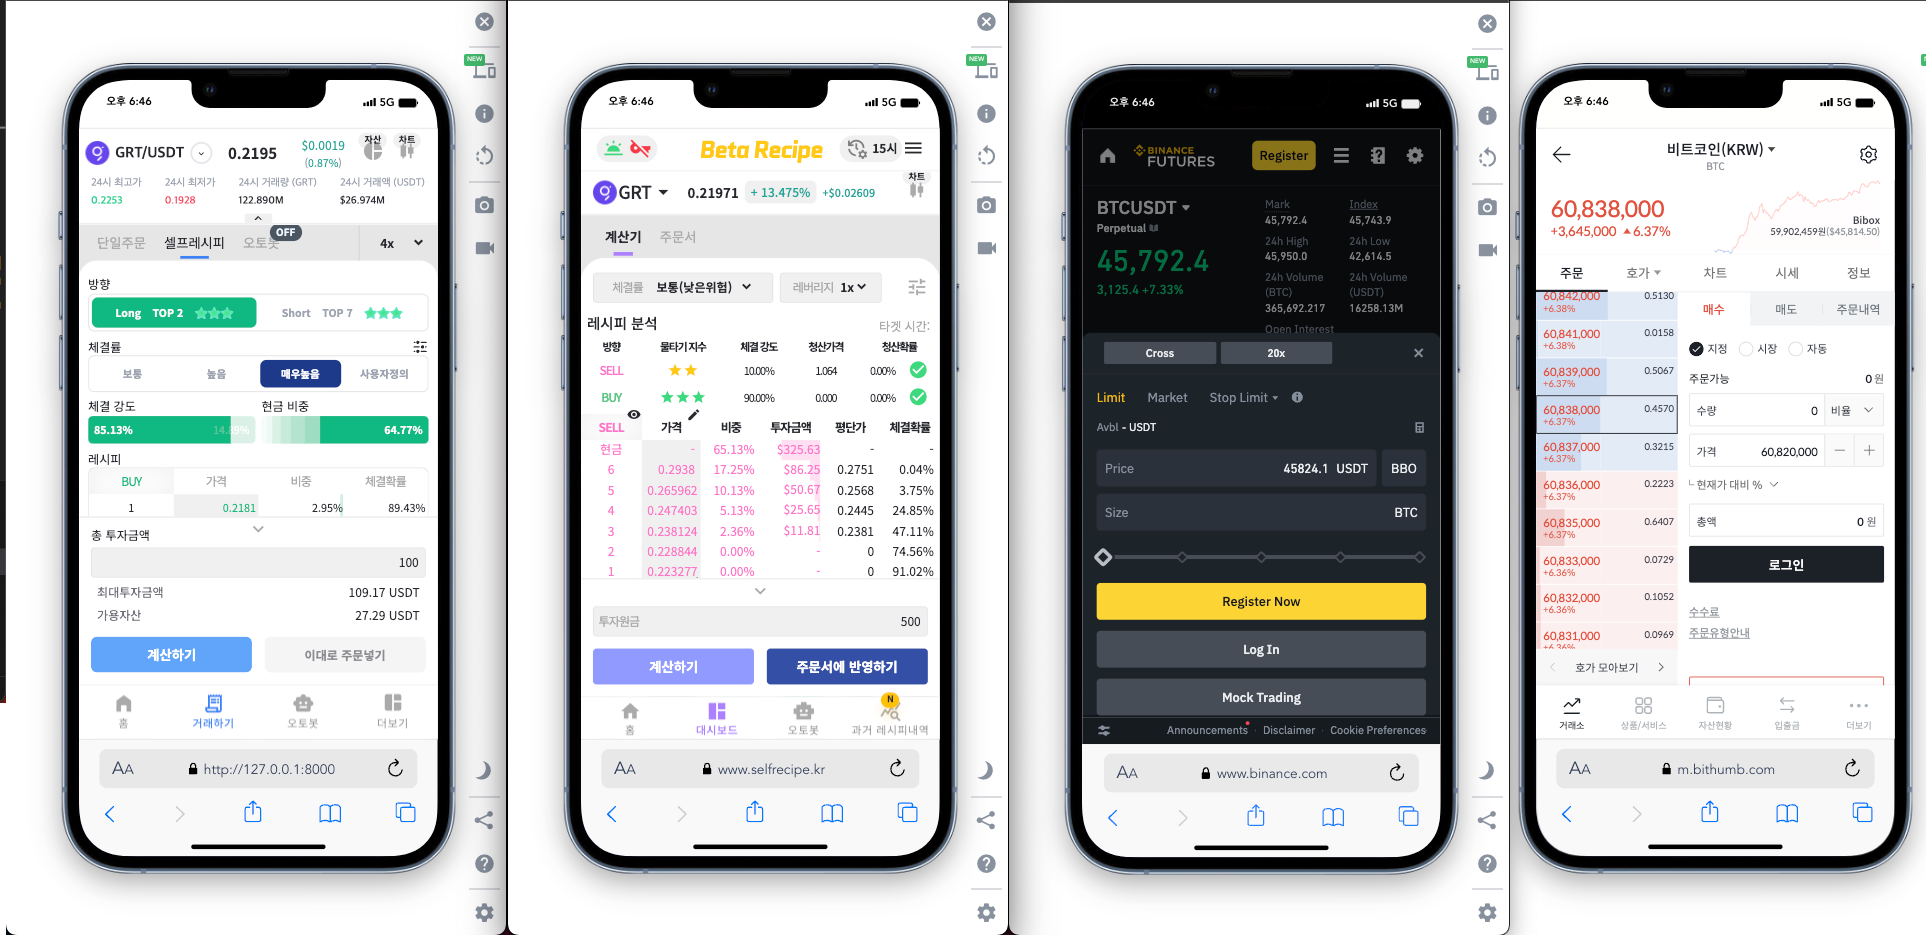 오후 6:46
5G
GRT/USDT
0.2195
$0.0019
(0.87%)
자산
차트
24시 최고가
24시 최저가
24시 거래량 (GRT)
24시 거래액 (USDT)
0.2253
0.1928
122.890M
$26.974M
단일주문
셀프레시피
오토봇
OFF
4x
방향
Long TOP 2
Short TOP 7
체결률
보통
높음
매우높음
사용자정의
체결 강도
현금 비중
85.13%
14.89%
64.77%
레시피
BUY
가격
비중
체결확률
1
0.2181
2.95%
89.43%
총 투자금액
100
최대투자금액
109.17 USDT
가용자산
27.29 USDT
계산하기
이대로 주문넣기
홈
거래하기
오토봇
더보기
AA
http://127.0.0.1:8000
NEW
오후 6:46
5G
Beta Recipe
15시
GRT
0.21971
+ 13.475%
+$0.02609
차트
계산기
주문서
체결률 보통(낮은위험)
레버리지 1x
레시피 분석
타겟 시간:
방향
물타기 지수
체결 강도
청산가격
청산확률
SELL
10.00%
1.064
0.00%
BUY
90.00%
0.000
0.00%
SELL
가격
비중
투자금액
평단가
체결확률
현금 - 65.13% $325.63 - -
6 0.2938 17.25% $86.25 0.2751 0.04%
5 0.265962 10.13% $50.67 0.2568 3.75%
4 0.247403 5.13% $25.65 0.2445 24.85%
3 0.238124 2.36% $11.81 0.2381 47.11%
2 0.228844 0.00% - 0 74.56%
1 0.223277 0.00% - 0 91.02%
투자원금
500
계산하기
주문서에 반영하기
홈
대시보드
오토봇
N
과거 레시피내역
AA
www.selfrecipe.kr
NEW
오후 6:46
5G
BINANCE
FUTURES
Register
BTCUSDT
Perpetual
45,792.4
3,125.4 +7.33%
Mark
45,792.4
Index
45,743.9
24h High
45,950.0
24h Low
42,614.5
24h Volume
(BTC)
365,692.217
24h Volume
(USDT)
16258.13M
Open Interest
Cross
20x
Limit
Market
Stop Limit
Avbl - USDT
Price
45824.1 USDT
BBO
Size
BTC
Register Now
Log In
Mock Trading
Announcements
Disclaimer
Cookie Preferences
AA
www.binance.com
NEW
오후 6:46
5G
비트코인(KRW)
BTC
60,838,000
+3,645,000 ▲6.37%
Bibox
59,902,459원($45,814.50)
주문
호가
차트
시세
정보
60,842,000 0.5130
+6.38%
60,841,000 0.0158
+6.38%
60,839,000 0.5067
+6.37%
60,838,000 0.4570
+6.37%
60,837,000 0.3215
+6.37%
60,836,000 0.2223
+6.37%
60,835,000 0.6407
+6.37%
60,833,000 0.0729
+6.36%
60,832,000 0.1052
+6.36%
60,831,000 0.0969
+6.36%
호가 모아보기
매수
매도
주문내역
지정
시장
자동
주문가능
0 원
수량
0
비율
가격
60,820,000
현재가 대비 %
총액
0 원
로그인
수수료
주문유형안내
거래소
상품/서비스
자산현황
입출금
더보기
AA
m.bithumb.com
NEW